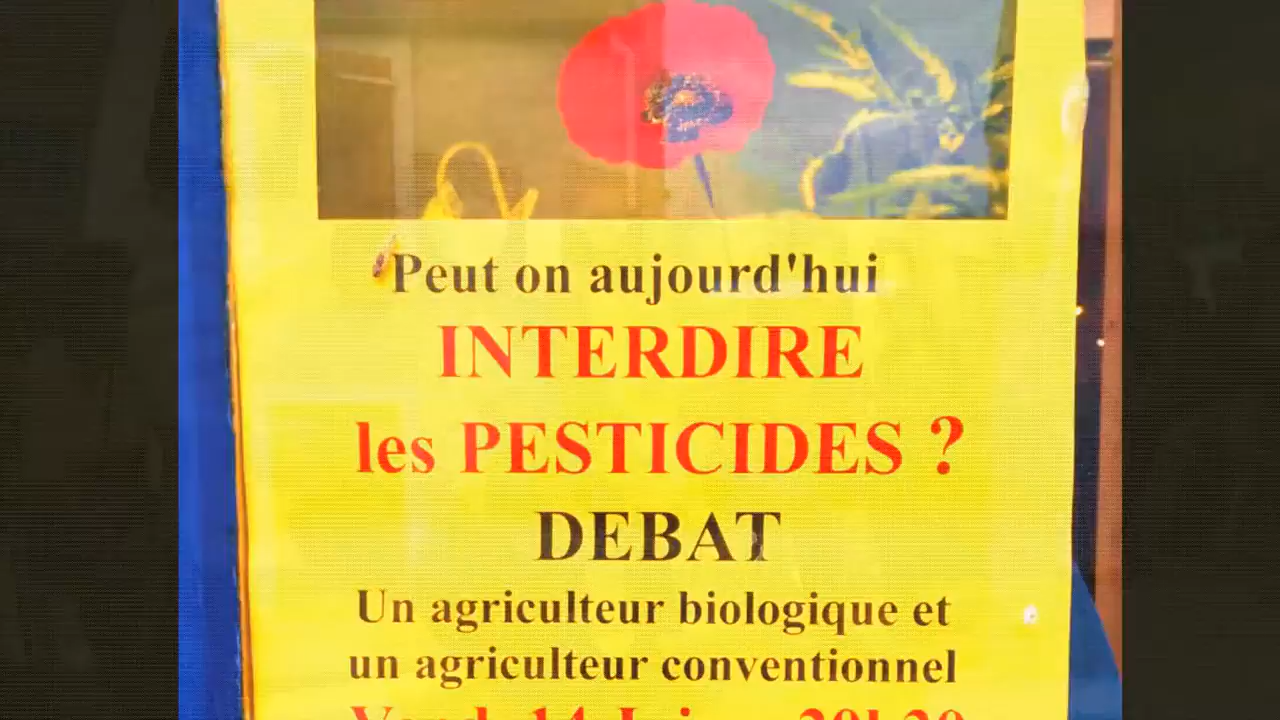 Peut on aujourd'hui
INTERDIRE
les PESTICIDES ?
DEBAT
Un agriculteur biologique et
un agriculteur conventionnel